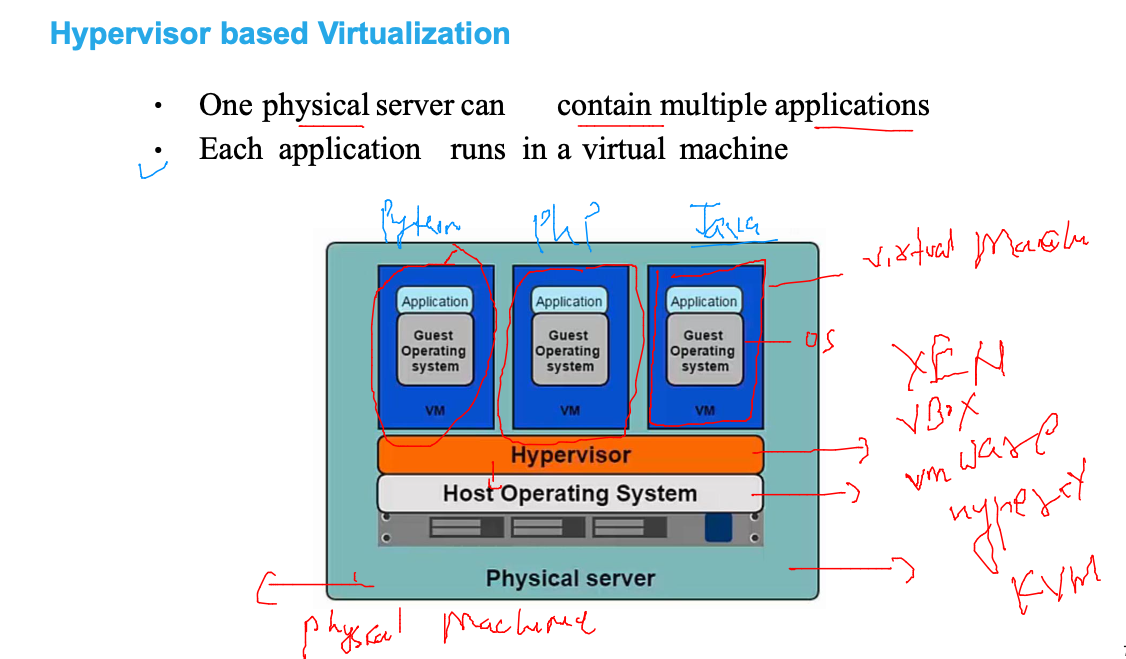 Hypervisor based Virtualization
• One physical server can contain multiple applications
• Each application runs in a virtual machine
Python PhP Java
virtual Machi
Application Application Application
Guest Guest Guest
Operating Operating Operating
system system system
OS
VM VM VM
XEN
VBOX
Hypervisor
vmware
Host Operating System
Physical server
KVM
physical Machine